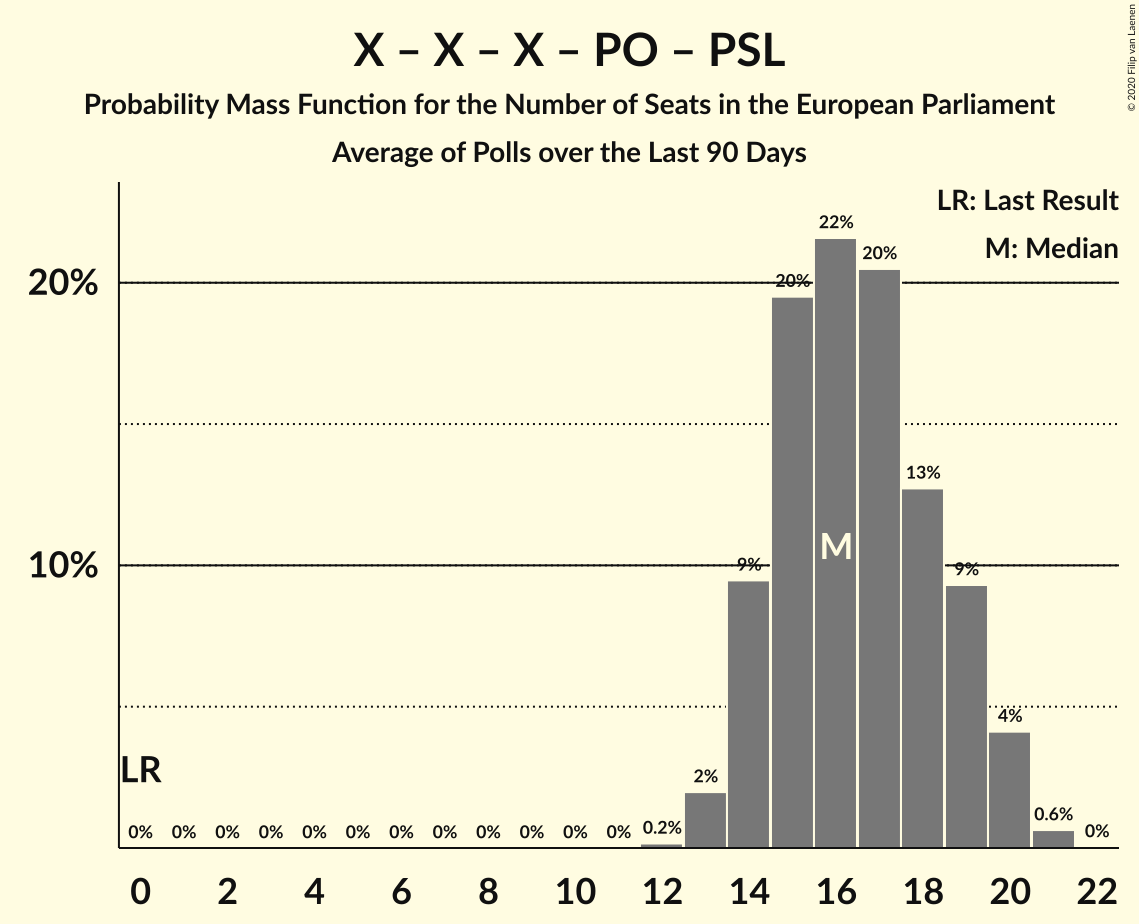 X – X – X – PO – PSL
Probability Mass Function for the Number of Seats in the European Parliament
Average of Polls over the Last 90 Days
© 2020 Filip van Laenen
LR: Last Result
M: Median
20%
10%
22%
20%
20%
13%
9%
9%
4%
2%
0.6%
0.2%
M
LR
0% 0% 0% 0% 0% 0% 0% 0% 0% 0% 0% 0% 0%
0 2 4 6 8 10 12 14 16 18 20 22